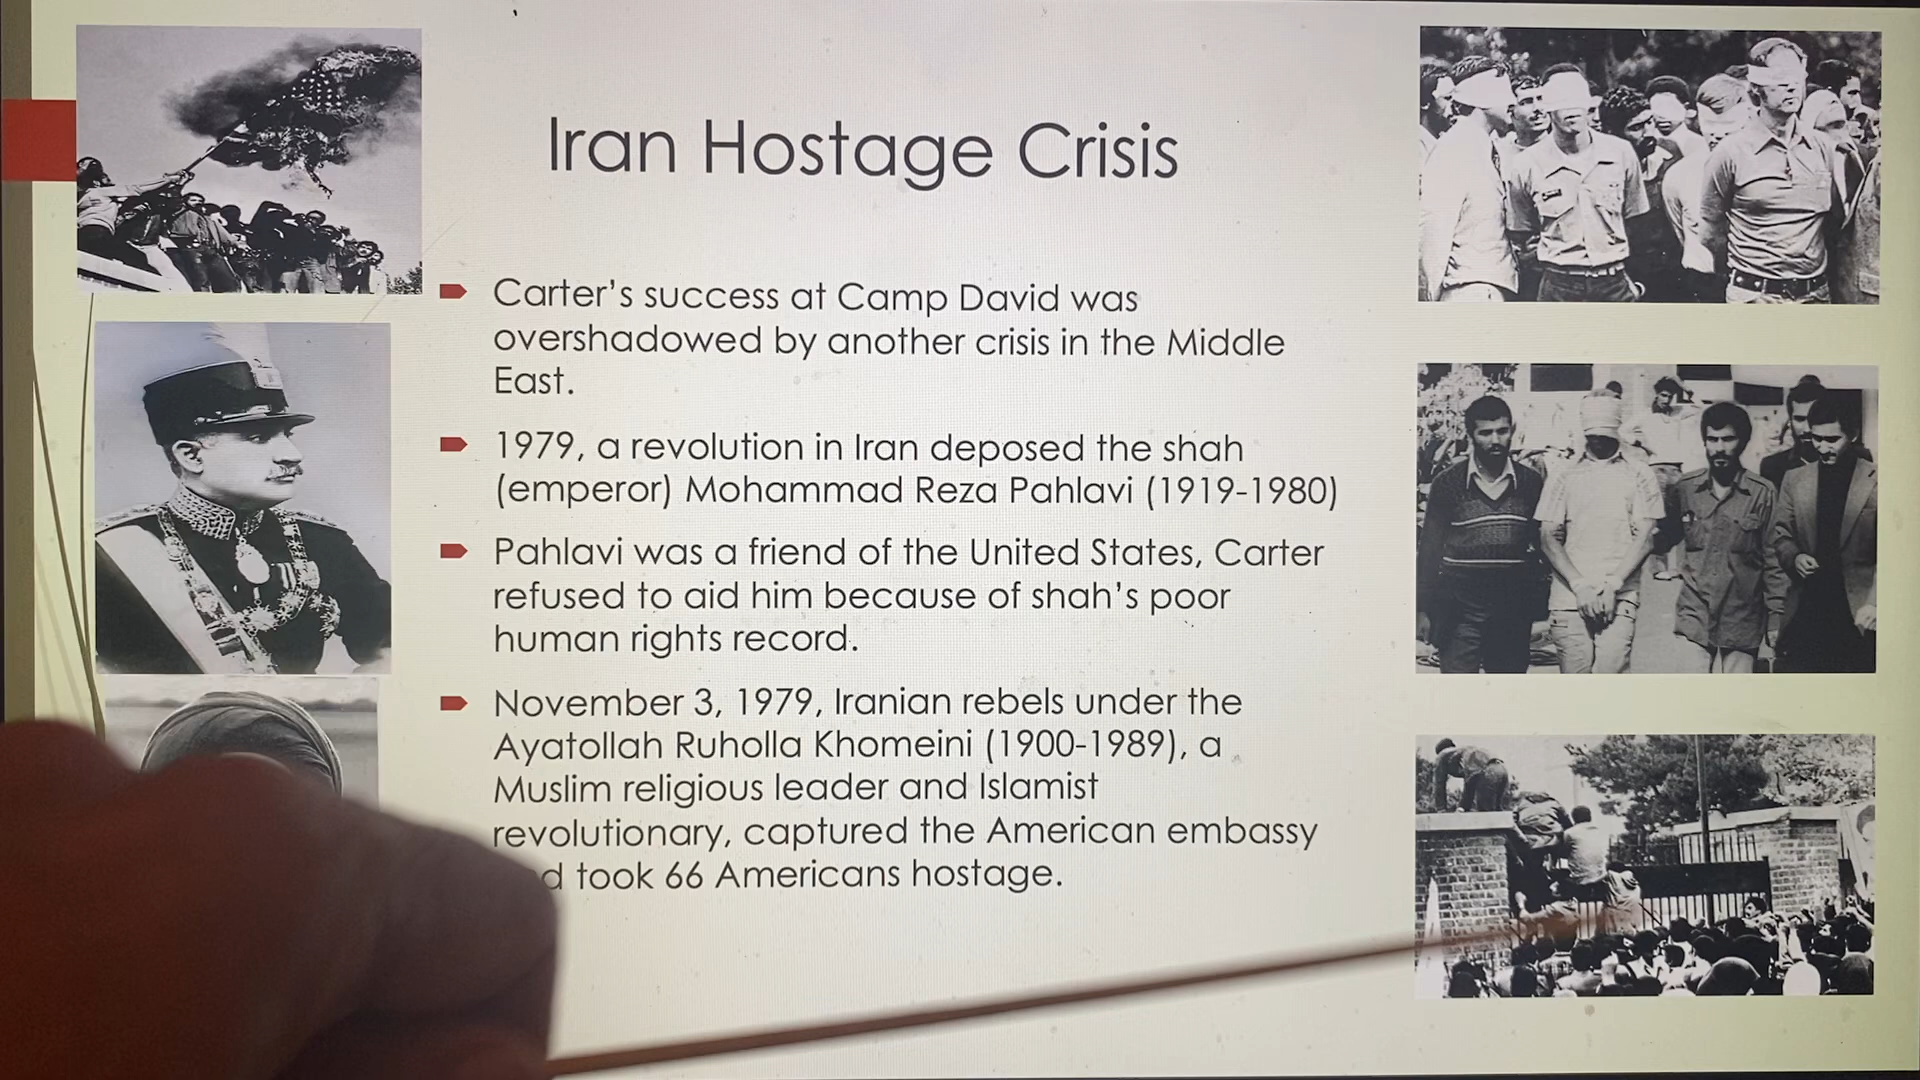 Iran Hostage Crisis
Carter's success at Camp David was
overshadowed by another crisis in the Middle
East.
1979, a revolution in Iran deposed the shah
(emperor) Mohammad Reza Pahlavi (1919-1980)
Pahlavi was a friend of the United States, Carter
refused to aid him because of shah's poor
human rights record.
November 3, 1979, Iranian rebels under the
Ayatollah Ruholla Khomeini (1900-1989), a
Muslim religious leader and Islamist
revolutionary, captured the American embassy
took 66 Americans hostage.